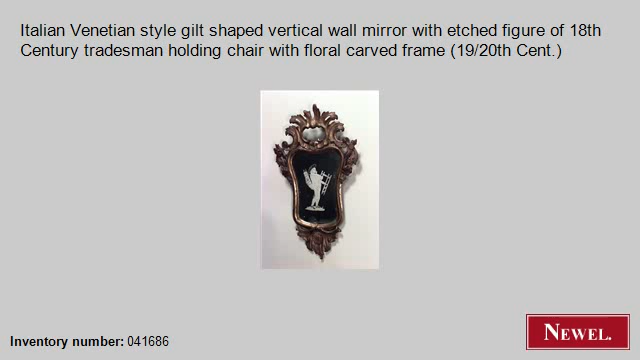 Italian Venetian style gilt shaped vertical wall mirror with etched figure of 18th
Century tradesman holding chair with floral carved frame (19/20th Cent.)
Inventory number: 041686
NEWEL.